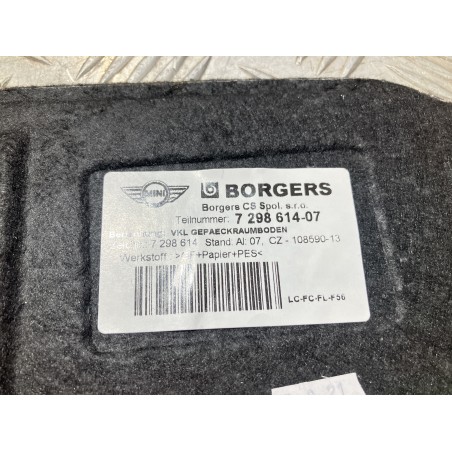 MINI BORGERS
Borgers CS Spol. s.r.o.
Teilnummer: 7 298 614-07
VKL GEPAECKRAUMBODEN
7 298 614 Stand: AI: 07, CZ - 108590-13
Werkstoff +Papier+PES<
LC-FC-FL-F56